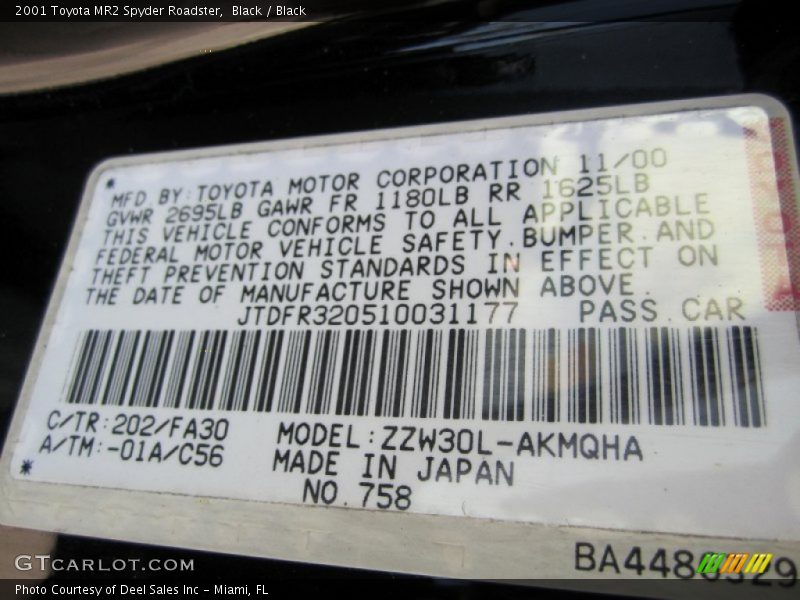 2001 Toyota MR2 Spyder Roadster, Black / Black
MFD BY:TOYOTA MOTOR CORPORATION 11/00
GVWR 2695LB GAWR FR 1180LB RR 1625LB
THIS VEHICLE CONFORMS TO ALL APPLICABLE
FEDERAL MOTOR VEHICLE SAFETY.BUMPER.AND
THEFT PREVENTION STANDARDS IN EFFECT ON
THE DATE OF MANUFACTURE SHOWN ABOVE.
JTDFR320510031177 PASS.CAR
C/TR:202/FA30
A/TM:-01A/C56
MODEL:ZZW30L-AKMQHA
MADE IN JAPAN
NO.758
GTCARLOT.COM
Photo Courtesy of Deel Sales Inc - Miami, FL